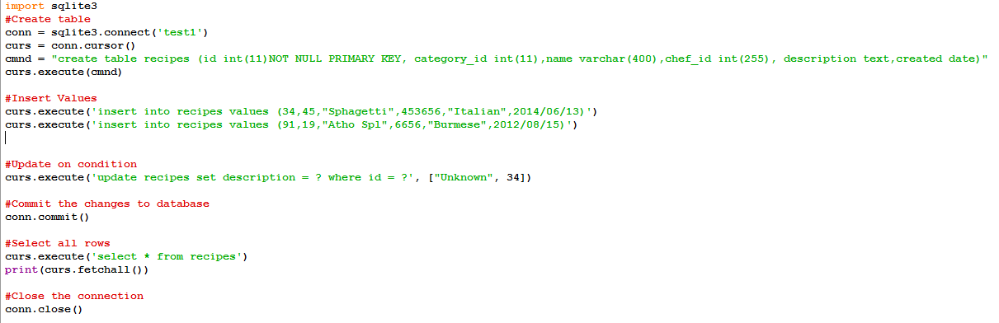 import sqlite3
#Create table
conn = sqlite3.connect('test1')
curs = conn.cursor()
cmnd = "create table recipes (id int(11)NOT NULL PRIMARY KEY, category_id int(11),name varchar(400),chef_id int(255), description text,created date)"
curs.execute(cmnd)
#Insert Values
curs.execute('insert into recipes values (34,45,"Sphagetti",453656,"Italian",2014/06/13)')
curs.execute('insert into recipes values (91,19,"Atho Spl",6656,"Burmese",2012/08/15)')
#Update on condition
curs.execute('update recipes set description = ? where id = ?', ["Unknown", 34])
#Commit the changes to database
conn.commit()
#Select all rows
curs.execute('select * from recipes')
print(curs.fetchall())
#Close the connection
conn.close()